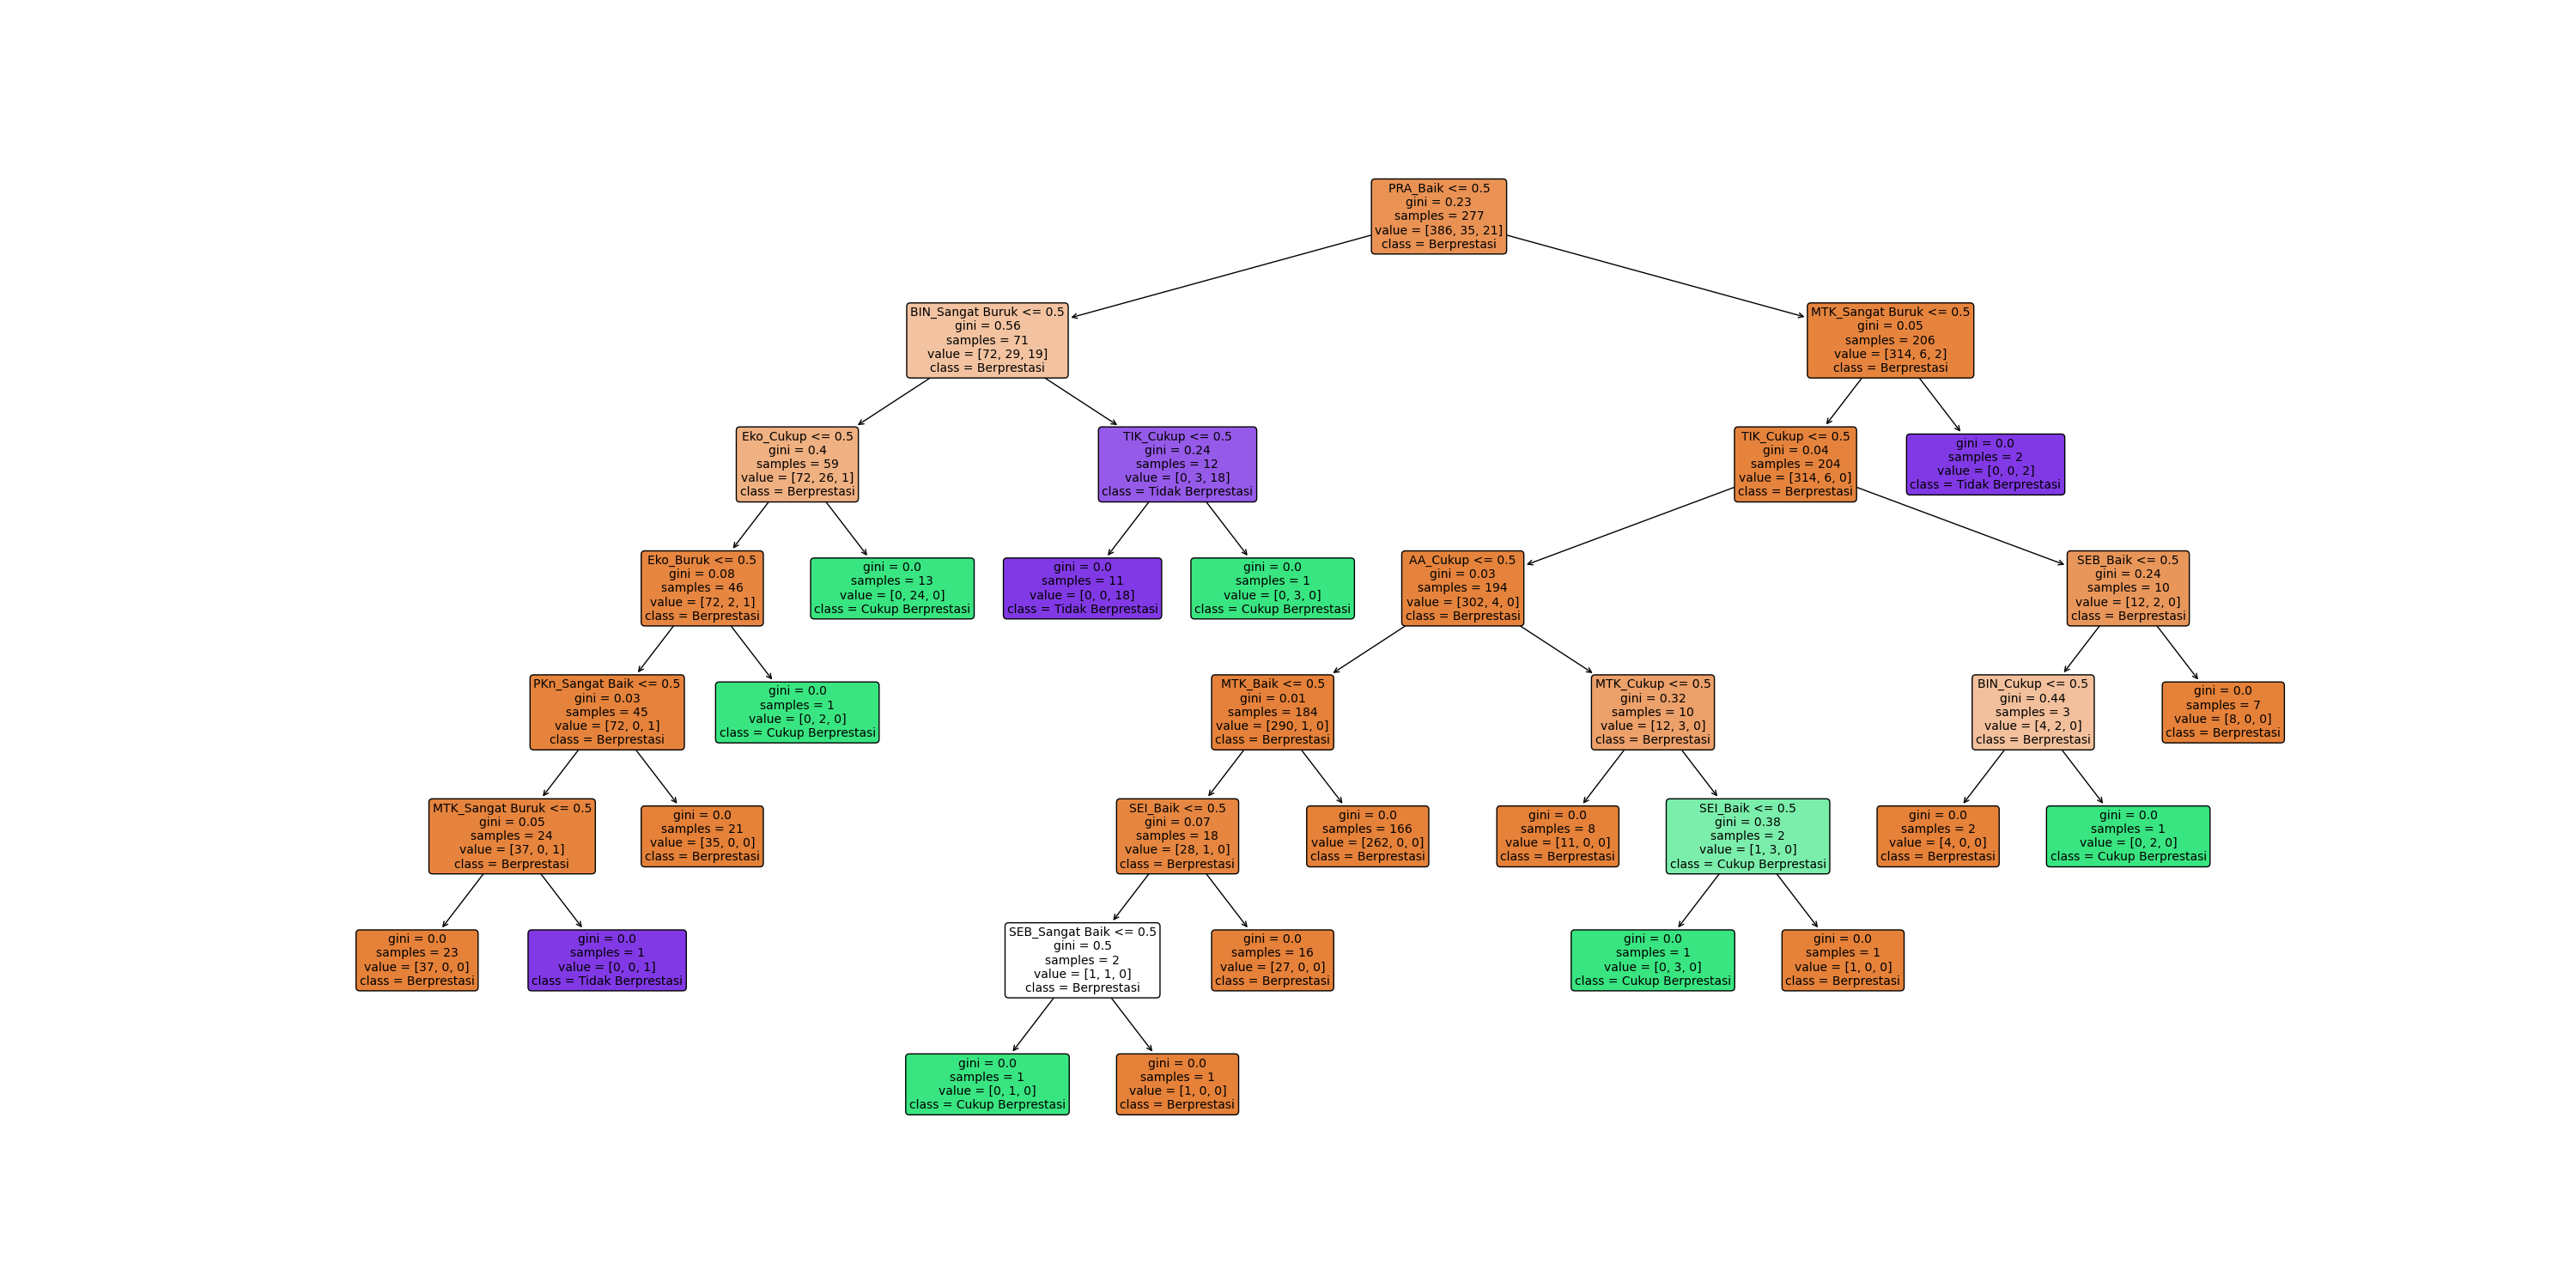 PRA_Baik <= 0.5
gini = 0.23
samples = 277
value = [386, 35, 21]
class = Berprestasi
BIN_Sangat Buruk <= 0.5
gini = 0.56
samples = 71
value = [72, 29, 19]
class = Berprestasi
MTK_Sangat Buruk <= 0.5
gini = 0.05
samples = 206
value = [314, 6, 2]
class = Berprestasi
Eko_Cukup <= 0.5
gini = 0.4
samples = 59
value = [72, 26, 1]
class = Berprestasi
TIK_Cukup <= 0.5
gini = 0.24
samples = 12
value = [0, 3, 18]
class = Tidak Berprestasi
TIK_Cukup <= 0.5
gini = 0.04
samples = 204
value = [314, 6, 0]
class = Berprestasi
gini = 0.0
samples = 2
value = [0, 0, 2]
class = Tidak Berprestasi
Eko_Buruk <= 0.5
gini = 0.08
samples = 46
value = [72, 2, 1]
class = Berprestasi
gini = 0.0
samples = 13
value = [0, 24, 0]
class = Cukup Berprestasi
gini = 0.0
samples = 11
value = [0, 0, 18]
class = Tidak Berprestasi
gini = 0.0
samples = 1
value = [0, 3, 0]
class = Cukup Berprestasi
AA_Cukup <= 0.5
gini = 0.03
samples = 194
value = [302, 4, 0]
class = Berprestasi
SEB_Baik <= 0.5
gini = 0.24
samples = 10
value = [12, 2, 0]
class = Berprestasi
PKn_Sangat Baik <= 0.5
gini = 0.03
samples = 45
value = [72, 0, 1]
class = Berprestasi
gini = 0.0
samples = 1
value = [0, 2, 0]
class = Cukup Berprestasi
MTK_Baik <= 0.5
gini = 0.01
samples = 184
value = [290, 1, 0]
class = Berprestasi
MTK_Cukup <= 0.5
gini = 0.32
samples = 10
value = [12, 3, 0]
class = Berprestasi
BIN_Cukup <= 0.5
gini = 0.44
samples = 3
value = [4, 2, 0]
class = Berprestasi
gini = 0.0
samples = 7
value = [8, 0, 0]
class = Berprestasi
MTK_Sangat Buruk <= 0.5
gini = 0.05
samples = 24
value = [37, 0, 1]
class = Berprestasi
gini = 0.0
samples = 21
value = [35, 0, 0]
class = Berprestasi
SEI_Baik <= 0.5
gini = 0.07
samples = 18
value = [28, 1, 0]
class = Berprestasi
gini = 0.0
samples = 166
value = [262, 0, 0]
class = Berprestasi
gini = 0.0
samples = 8
value = [11, 0, 0]
class = Berprestasi
SEI_Baik <= 0.5
gini = 0.38
samples = 2
value = [1, 3, 0]
class = Cukup Berprestasi
gini = 0.0
samples = 2
value = [4, 0, 0]
class = Berprestasi
gini = 0.0
samples = 1
value = [0, 2, 0]
class = Cukup Berprestasi
gini = 0.0
samples = 23
value = [37, 0, 0]
class = Berprestasi
gini = 0.0
samples = 1
value = [0, 0, 1]
class = Tidak Berprestasi
SEB_Sangat Baik <= 0.5
gini = 0.5
samples = 2
value = [1, 1, 0]
class = Berprestasi
gini = 0.0
samples = 16
value = [27, 0, 0]
class = Berprestasi
gini = 0.0
samples = 1
value = [0, 3, 0]
class = Cukup Berprestasi
gini = 0.0
samples = 1
value = [1, 0, 0]
class = Berprestasi
gini = 0.0
samples = 1
value = [0, 1, 0]
class = Cukup Berprestasi
gini = 0.0
samples = 1
value = [1, 0, 0]
class = Berprestasi